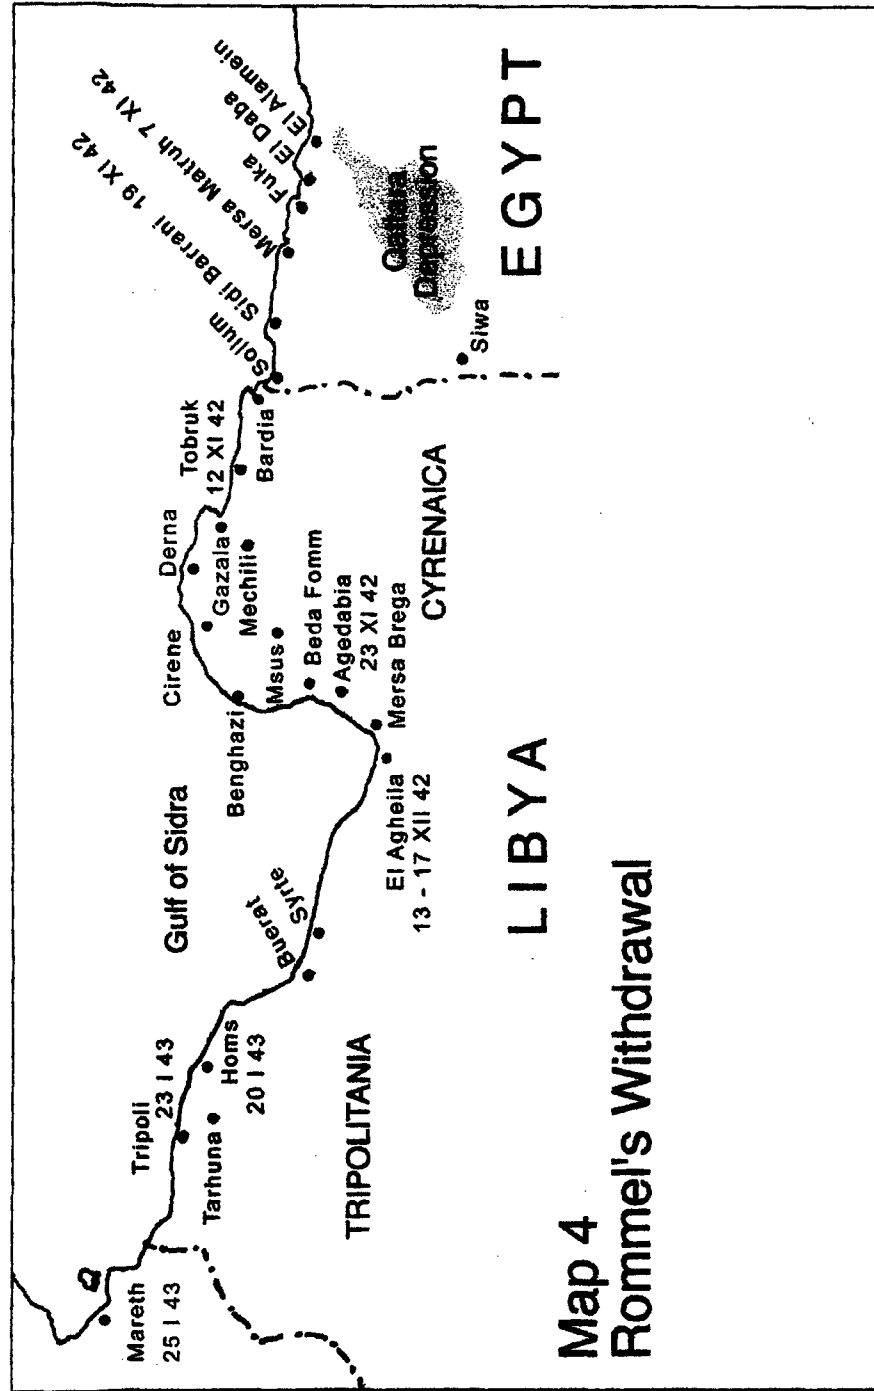 Mareth
25 I 43
Tripoli
23 I 43
Tarhuna
Homs
20 I 43
TRIPOLITANIA
Buerat
Syrte
Gulf of Sidra
El Agheila
13 - 17 XII 42
Mersa Brega
Agedabia
23 XI 42
Beda Fomm
Msus
Benghazi
Cirene
Derna
Gazala
Mechili
CYRENAICA
Tobruk
12 XI 42
Bardia
Sollum
Sidi Barrani 19 XI 42
Mersa Matruh 7 XI 42
Fuka
El Daba
El Alamein
Qattara
Depression
Siwa
LIBYA
EGYPT
Map 4
Rommel's Withdrawal